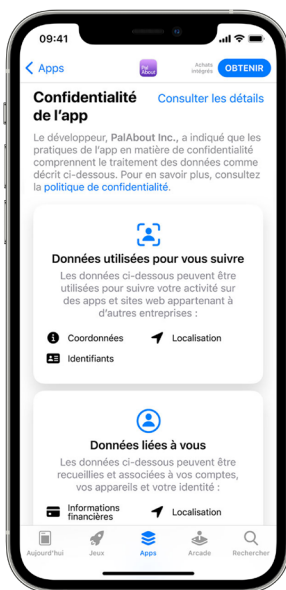 09:41
Apps
Pal
About
Achats
intégrés
OBTENIR
Confidentialité
de l’app
Consulter les détails
Le développeur, PalAbout Inc., a indiqué que les
pratiques de l’app en matière de confidentialité
comprennent le traitement des données comme
décrit ci-dessous. Pour en savoir plus, consultez
la politique de confidentialité.
Données utilisées pour vous suivre
Les données ci-dessous peuvent être
utilisées pour suivre votre activité sur
des apps et sites web appartenant à
d’autres entreprises :
Coordonnées
Localisation
Identifiants
Données liées à vous
Les données ci-dessous peuvent être
recueillies et associées à vos comptes,
vos appareils et votre identité :
Informations
financières
Localisation
Aujourd’hui
Jeux
Apps
Arcade
Rechercher